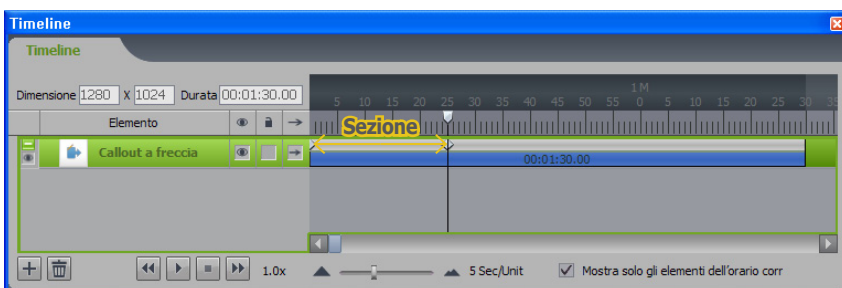 Timeline
Timeline
Dimensione 1280 X 1024 Durata 00:01:30.00
1M
5 10 15 20 25 30 35 40 45 50 55 0 5 10 15 20 25 30 35
Elemento
Sezione
Callout a freccia
00:01:30.00
1.0x
5 Sec/Unit
Mostra solo gli elementi dell'orario corr